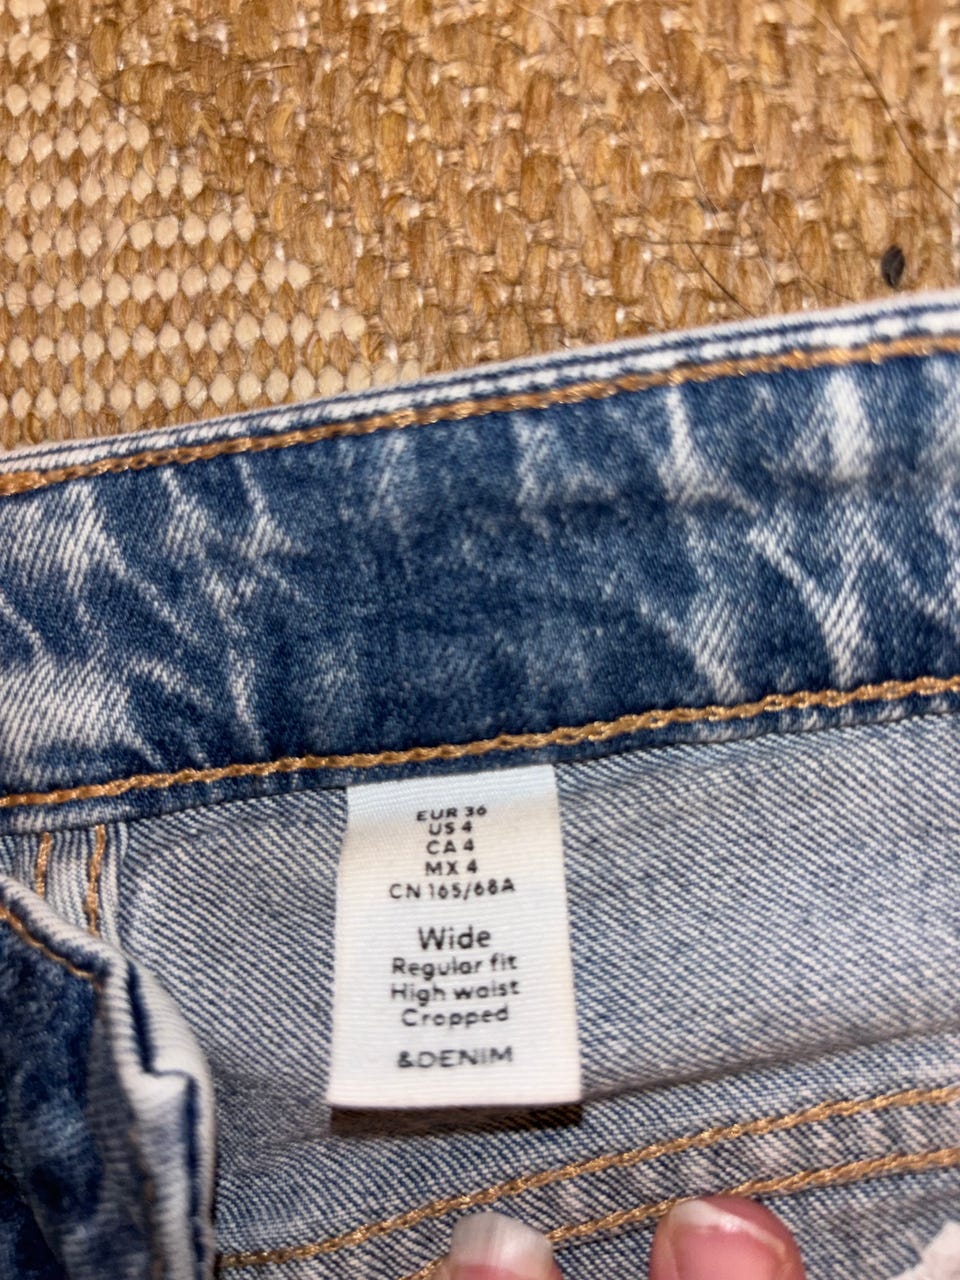 EUR 36
US 4
CA 4
MX 4
CN 165/68A
Wide
Regular fit
High waist
Cropped
&DENIM